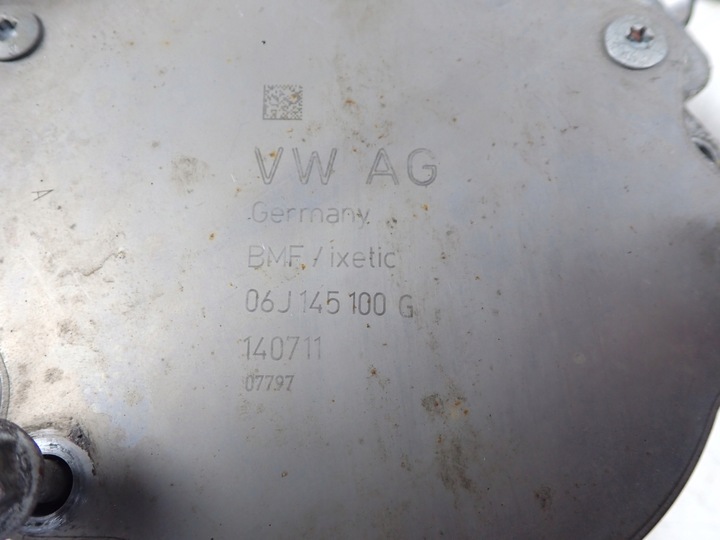 VW AG
Germany
BMF / ixetic
06J 145 100 G
140711
07797
A